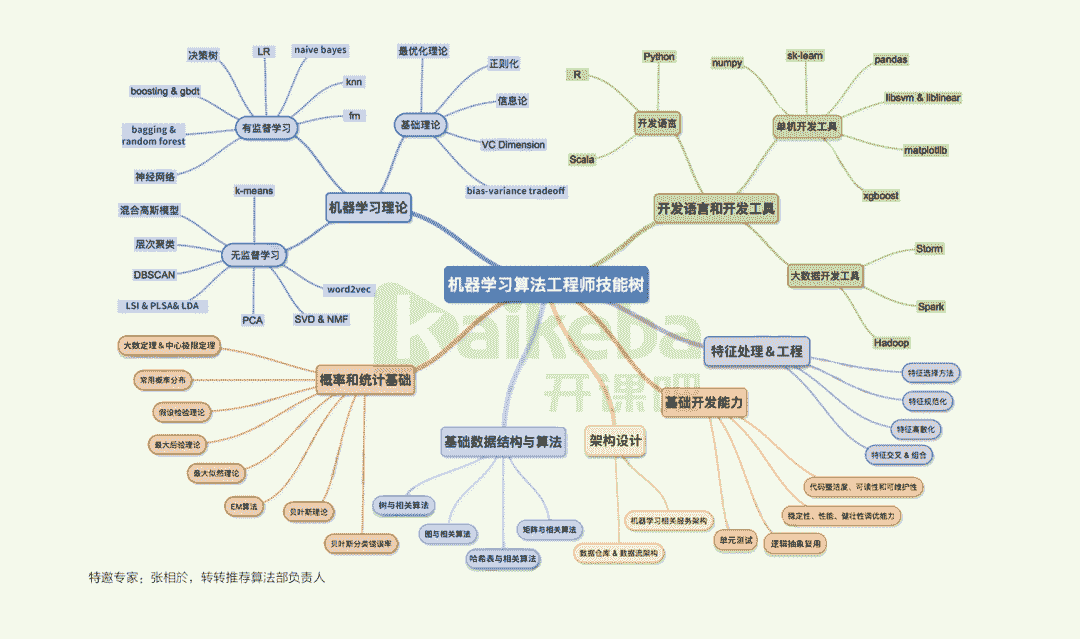 机器学习算法工程师技能树
机器学习理论
有监督学习
决策树
LR
naive bayes
knn
fm
boosting & gbdt
bagging &
random forest
神经网络
基础理论
最优化理论
正则化
信息论
VC Dimension
bias-variance tradeoff
无监督学习
k-means
混合高斯模型
层次聚类
DBSCAN
LSI & PLSA& LDA
PCA
SVD & NMF
word2vec
开发语言和开发工具
开发语言
R
Python
Scala
单机开发工具
numpy
sk-learn
pandas
libsvm & liblinear
matplotlib
xgboost
大数据开发工具
Storm
Spark
Hadoop
特征处理&工程
特征选择方法
特征规范化
特征离散化
特征交叉 & 组合
基础开发能力
代码整洁度、可读性和可维护性
稳定性、性能、健壮性调优能力
逻辑抽象复用
单元测试
架构设计
机器学习相关服务架构
数据仓库 & 数据流架构
基础数据结构与算法
树与相关算法
图与相关算法
矩阵与相关算法
哈希表与相关算法
概率和统计基础
大数定理&中心极限定理
常用概率分布
假设检验理论
最大后验理论
最大似然理论
EM算法
贝叶斯理论
贝叶斯分类错误率
kaikeba
开课吧
特邀专家：张相於，转转推荐算法部负责人